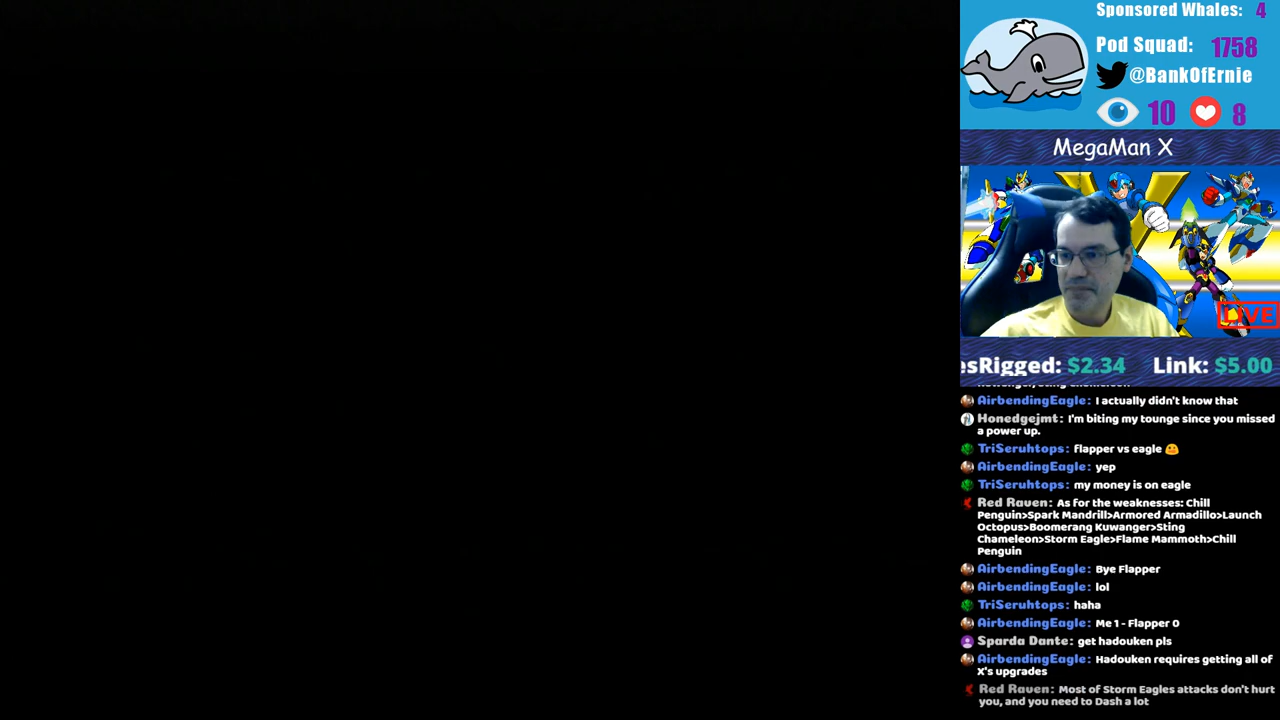 Sponsored Whales: 4
Pod Squad: 1758
@BankOfErnie
10 8
MegaMan X
LIVE
esRigged: $2.34 Link: $5.00
AirbendingEagle: I actually didn't know that
Honedgejmt: I'm biting my tounge since you missed
a power up.
TriSeruhtops: flapper vs eagle
AirbendingEagle: yep
TriSeruhtops: my money is on eagle
Red Raven: As for the weaknesses: Chill
Penguin>Spark Mandrill>Armored Armadillo>Launch
Octopus>Boomerang Kuwanger>Sting
Chameleon>Storm Eagle>Flame Mammoth>Chill
Penguin
AirbendingEagle: Bye Flapper
AirbendingEagle: lol
TriSeruhtops: haha
AirbendingEagle: Me 1 - Flapper 0
Sparda Dante: get hadouken pls
AirbendingEagle: Hadouken requires getting all of
X's upgrades
Red Raven: Most of Storm Eagles attacks don't hurt
you, and you need to Dash a lot